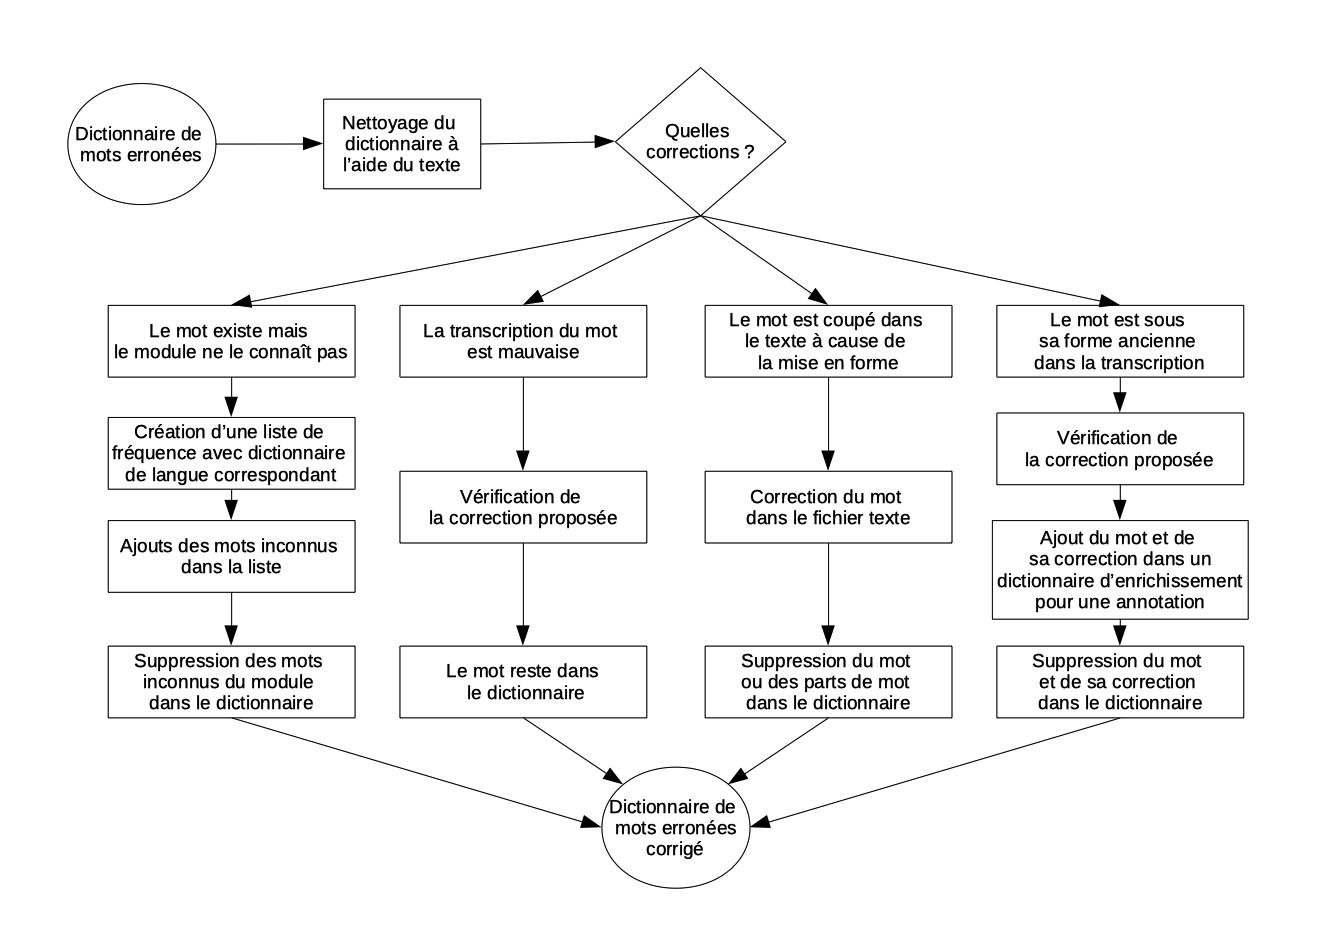 Dictionnaire de
mots erronées
Nettoyage du
dictionnaire à
l’aide du texte
Quelles
corrections ?
Le mot existe mais
le module ne le connaît pas
La transcription du mot
est mauvaise
Le mot est coupé dans
le texte à cause de
la mise en forme
Le mot est sous
sa forme ancienne
dans la transcription
Création d’une liste de
fréquence avec dictionnaire
de langue correspondant
Vérification de
la correction proposée
Correction du mot
dans le fichier texte
Vérification de
la correction proposée
Ajouts des mots inconnus
dans la liste
Ajout du mot et de
sa correction dans un
dictionnaire d’enrichissement
pour une annotation
Suppression des mots
inconnus du module
dans le dictionnaire
Le mot reste dans
le dictionnaire
Suppression du mot
ou des parts de mot
dans le dictionnaire
Suppression du mot
et de sa correction
dans le dictionnaire
Dictionnaire de
mots erronées
corrigé